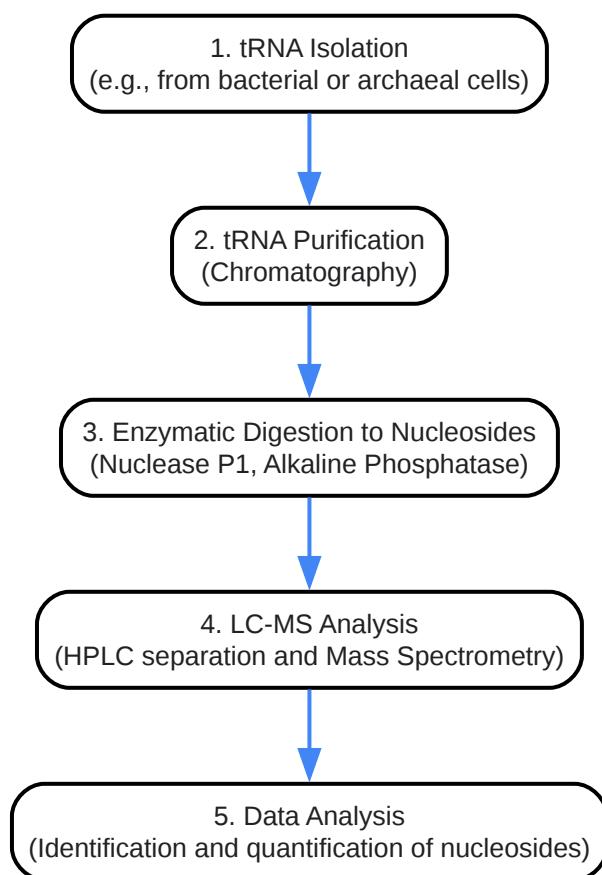 1. tRNA Isolation
(e.g., from bacterial or archaeal cells)
2. tRNA Purification
(Chromatography)
3. Enzymatic Digestion to Nucleosides
(Nuclease P1, Alkaline Phosphatase)
4. LC-MS Analysis
(HPLC separation and Mass Spectrometry)
5. Data Analysis
(Identification and quantification of nucleosides)